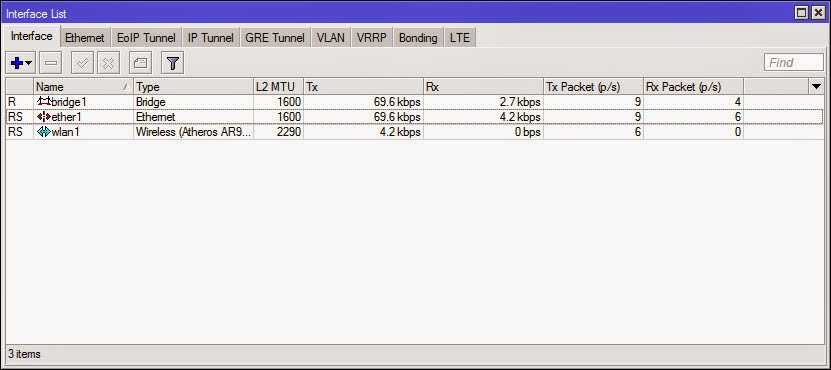 Interface List
Interface Ethernet EoIP Tunnel IP Tunnel GRE Tunnel VLAN VRRP Bonding LTE
Find
Name Type L2 MTU Tx Rx Tx Packet (p/s) Rx Packet (p/s)
R bridge1 Bridge 1600 69.6 kbps 2.7 kbps 9 4
RS ether1 Ethernet 1600 69.6 kbps 4.2 kbps 9 6
RS wlan1 Wireless (Atheros AR9... 2290 4.2 kbps 0 bps 6 0
3 items